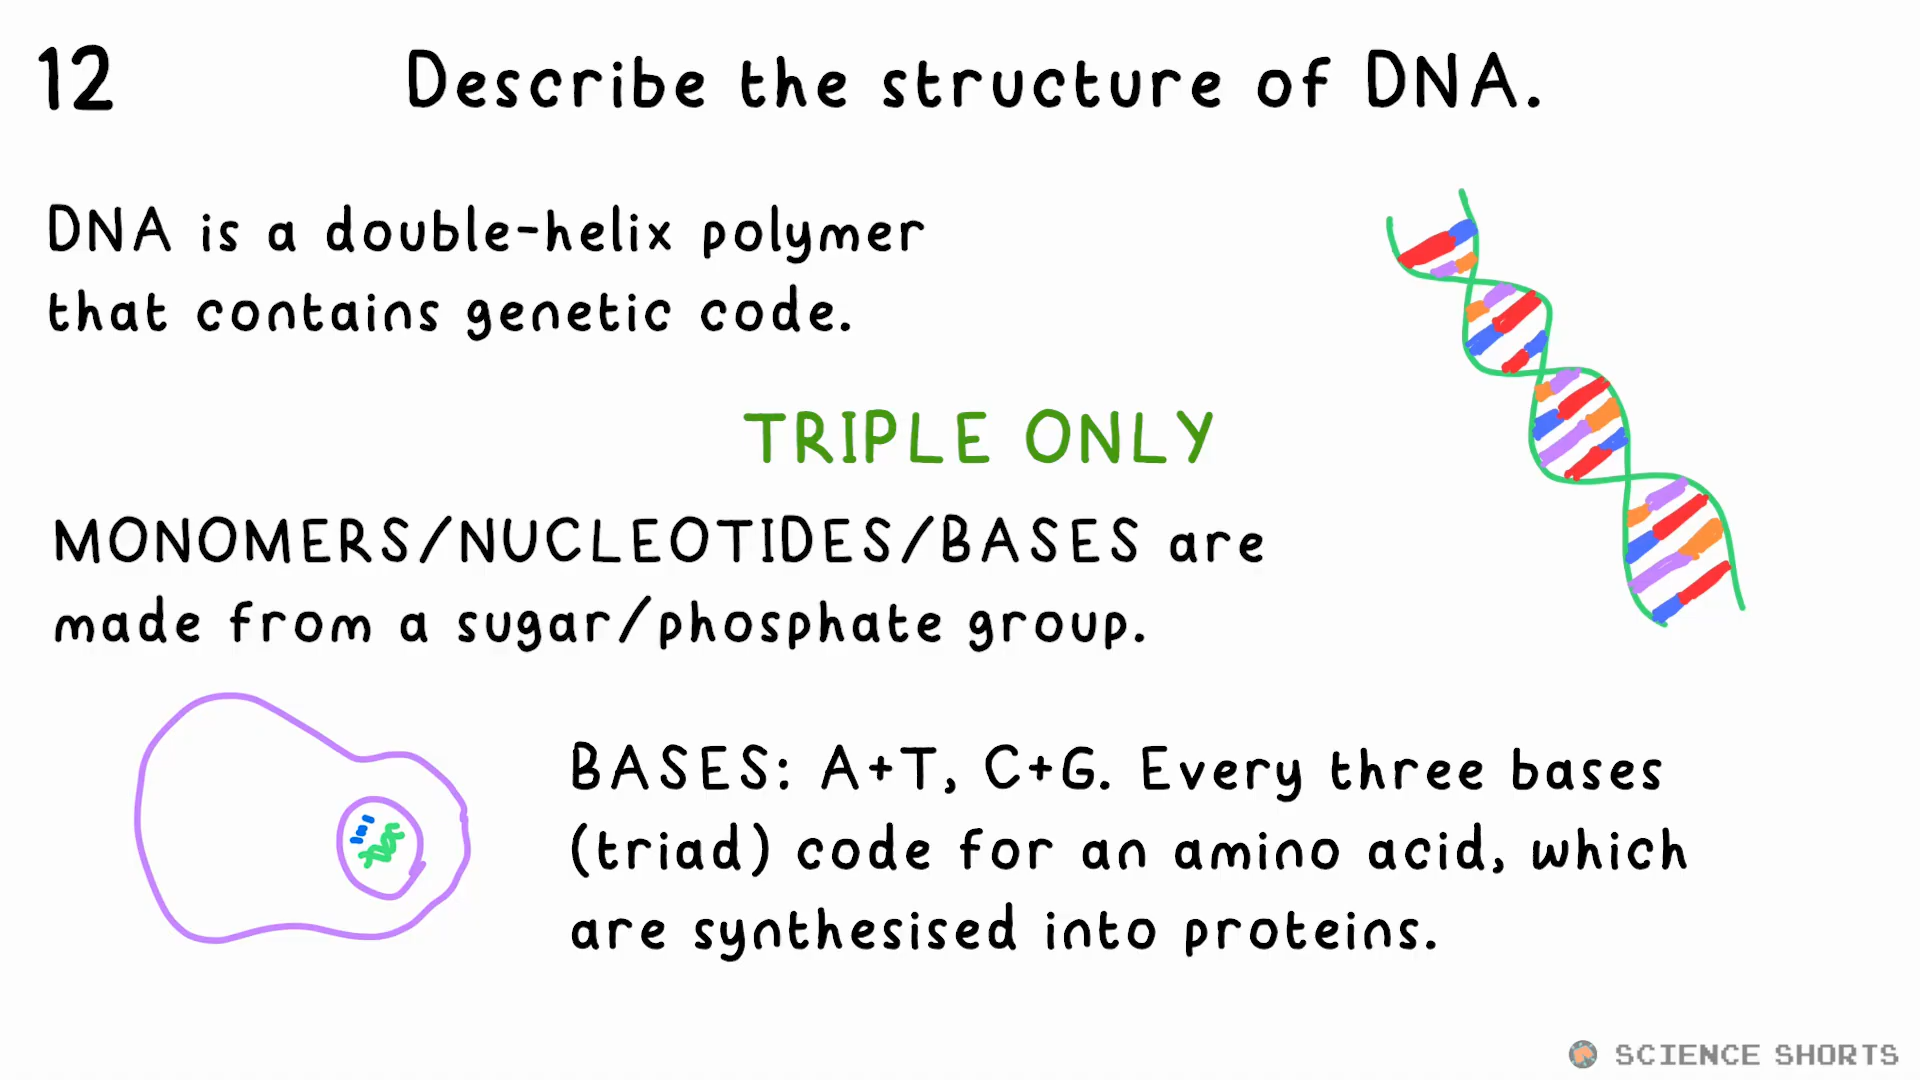 12
Describe the structure of DNA.
DNA is a double-helix polymer
that contains genetic code.
TRIPLE ONLY
MONOMERS/NUCLEOTIDES/BASES are
made from a sugar/phosphate group.
BASES: A+T, C+G. Every three bases
(triad) code for an amino acid, which
are synthesised into proteins.
SCIENCE SHORTS